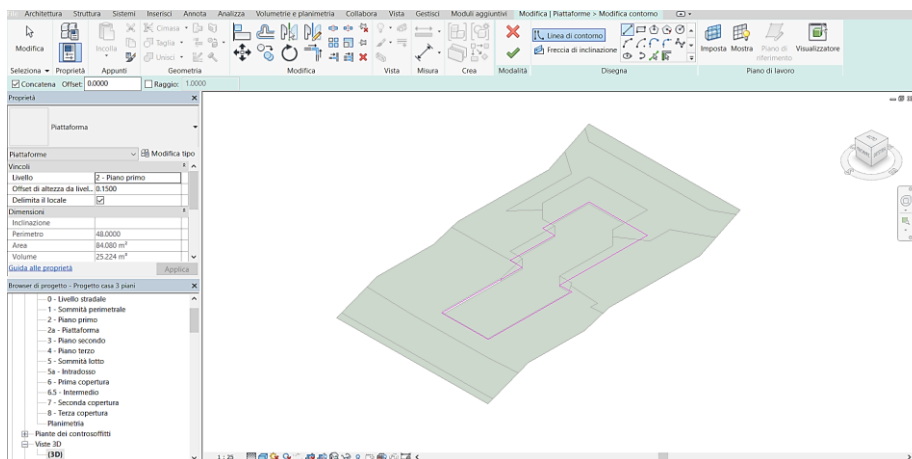 Architettura Struttura Sistemi Inserisci Annota Analizza Volumetrie e planimetria Collabora Vista Gestisci Moduli aggiuntivi Modifica | Piattaforme > Modifica contorno
Modifica Incolla Cimasa Taglia Unisci Linea di contorno Freccia di inclinazione Imposta Mostra Piano di riferimento Visualizzatore
Seleziona Proprietà Appunti Geometria Modifica Vista Misura Crea Modalità Disegna Piano di lavoro
Concatena Offset: 0.0000 Raggio: 1.0000
Proprietà
Piattaforma
Piattaforme Modifica tipo
Vincoli
Livello 2 - Piano primo
Offset di altezza da livel... 0.1500
Delimita il locale
Dimensioni
Inclinazione
Perimetro 48.0000
Area 84.080 m²
Volume 25.224 m³
Guida alle proprietà Applica
Browser di progetto - Progetto casa 3 piani
0 - Livello stradale
1 - Sommità perimetrale
2 - Piano primo
2a - Piattaforma
3 - Piano secondo
4 - Piano terzo
5 - Sommità lotto
5a - Intradosso
6 - Prima copertura
6.5 - Intermedio
7 - Seconda copertura
8 - Terza copertura
Planimetria
Piante dei controsoffitti
Viste 3D
{3D}
1 : 25